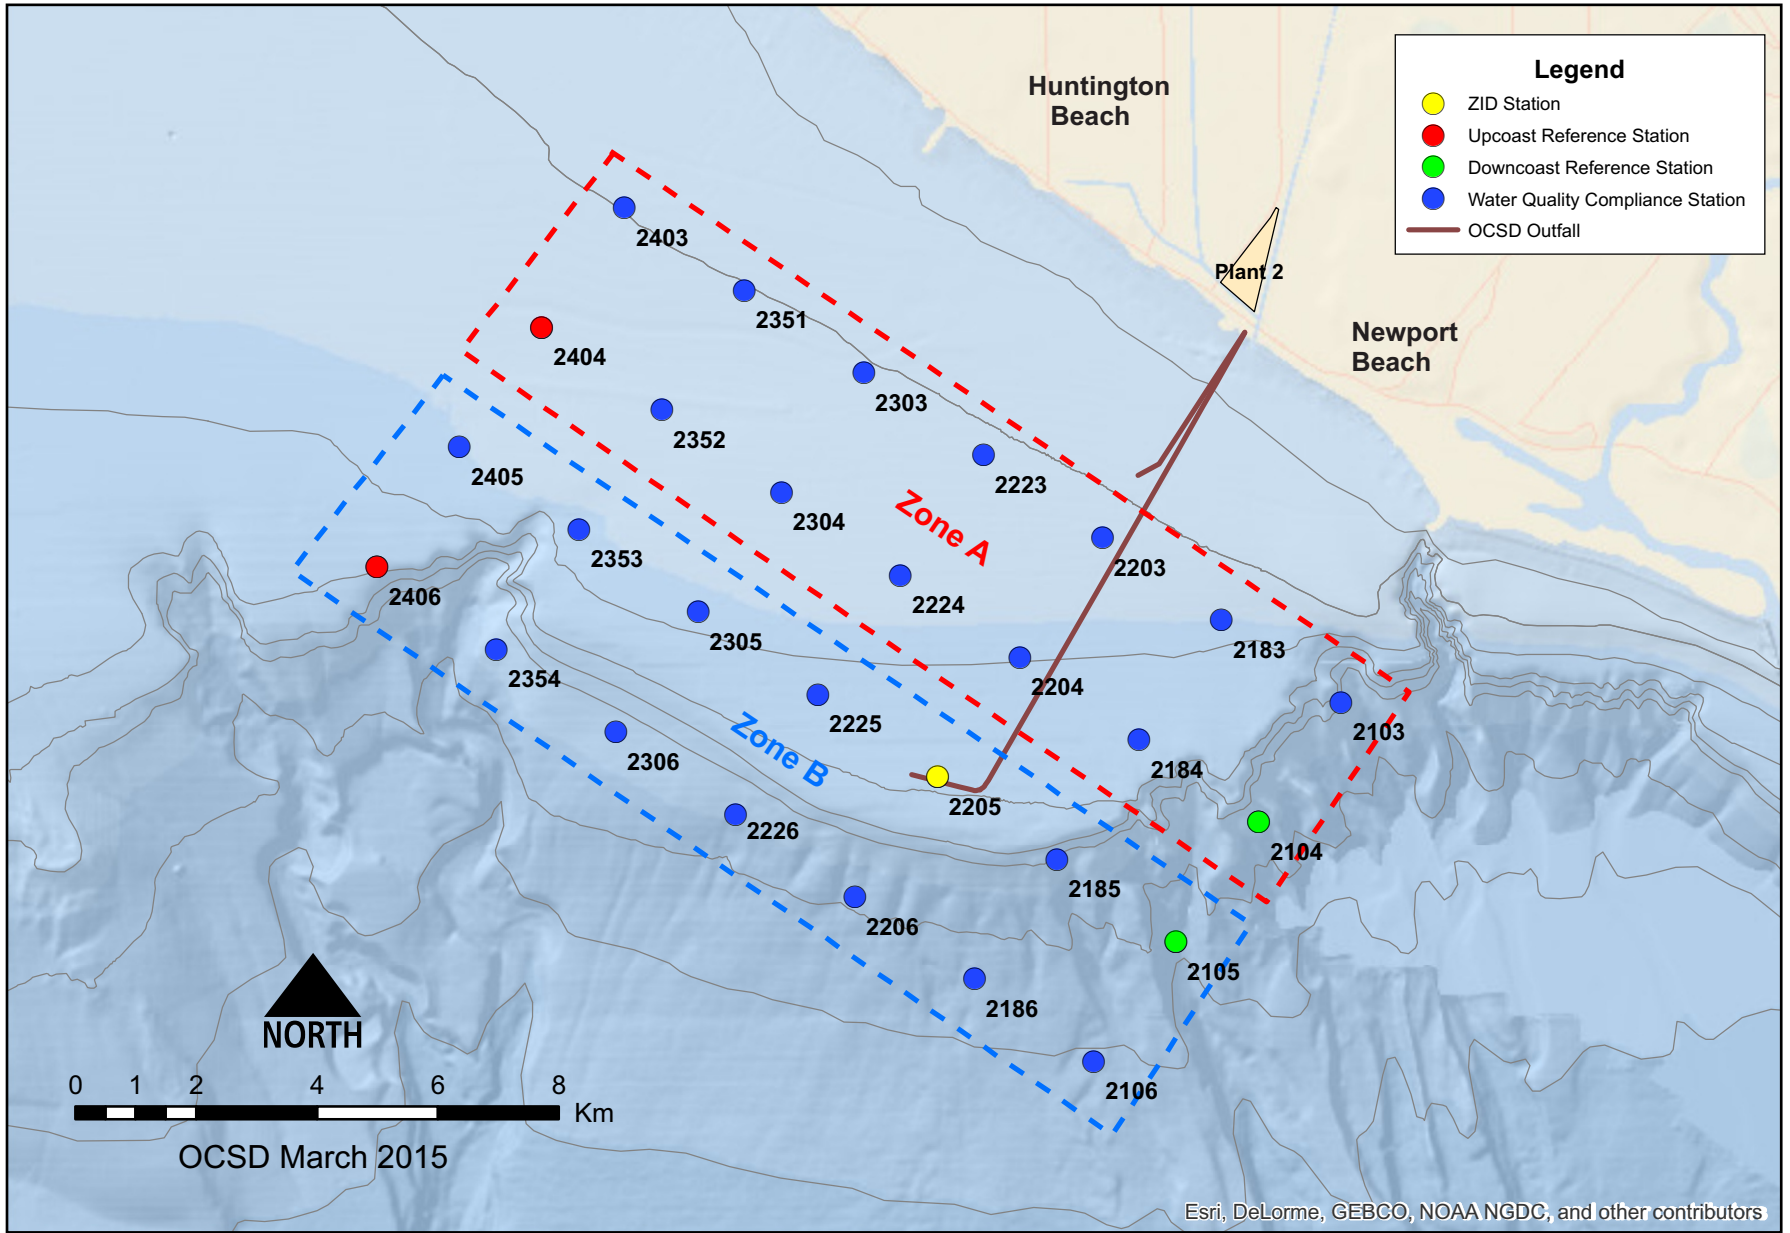 Huntington
Beach
Legend
ZID Station
Upcoast Reference Station
Downcoast Reference Station
Water Quality Compliance Station
OCSD Outfall
Plant 2
Newport
Beach
2403
2351
2404
2303
2352
2405
2223
2304
Zone A
2353
2203
2406
2224
2305
2183
2354
2204
2225
2103
Zone B
2306
2184
2205
2226
2104
2185
2206
2105
2186
2106
NORTH
0 1 2 4 6 8
Km
OCSD March 2015
Esri, DeLorme, GEBCO, NOAA NGDC, and other contributors